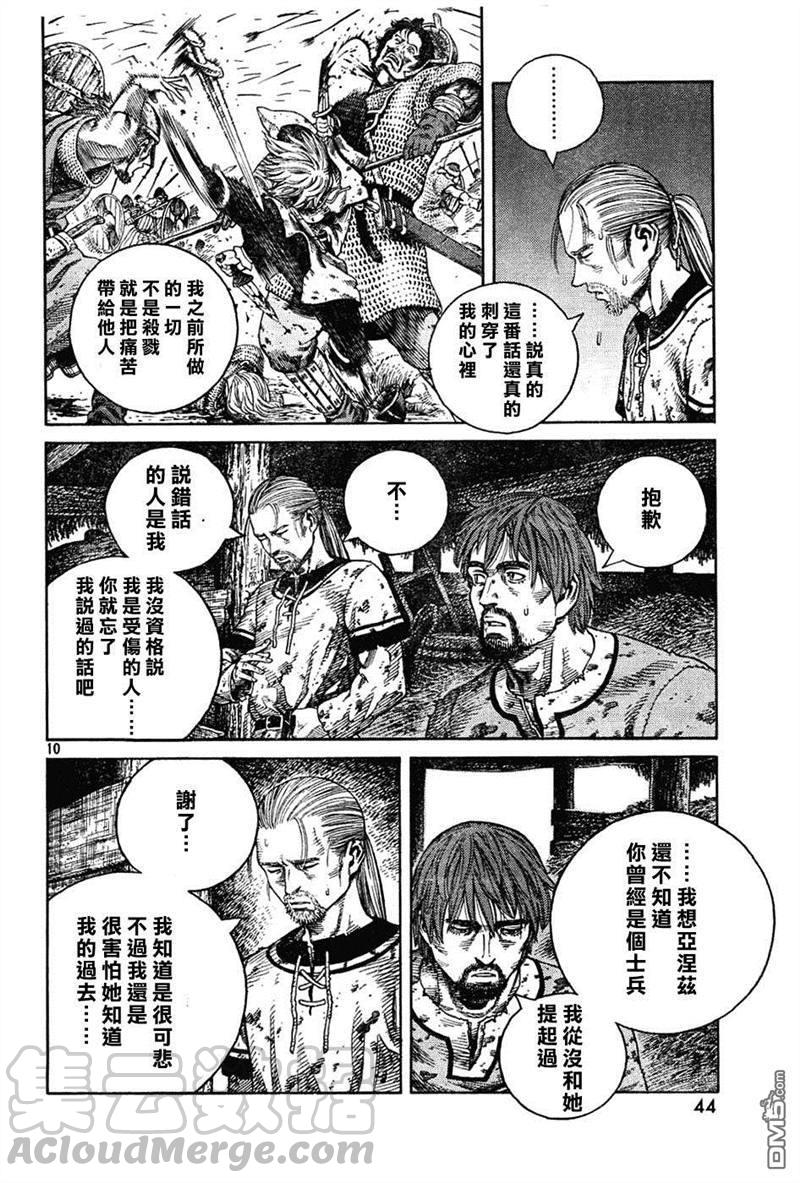 …………
……説真的
這番話還真的
刺穿了
我的心裡
我之前所做
的一切
不是殺戮
就是把痛苦
帶給他人
抱歉
不…
説錯話
的人是我
我沒資格說
我是受傷的人……
你就忘了
我説過的話吧
10
……我想亞涅茲
還不知道
你曾經是個士兵
我從沒和她
提起過
謝了…
我知道是很可悲
不過我還是
很害怕她知道
我的過去……
44
集云数据
ACloudMerge.com
DM5.com